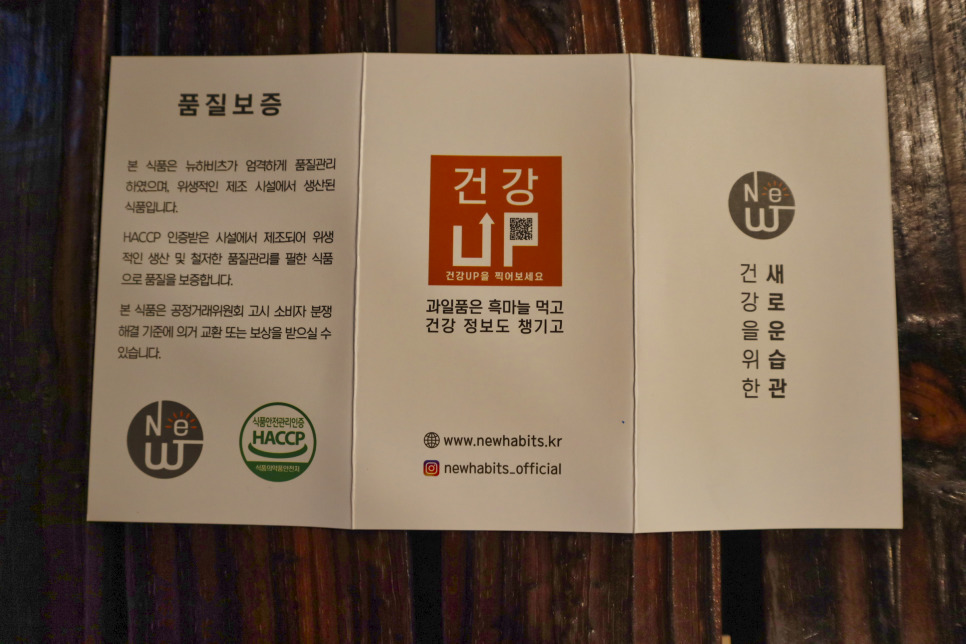 품질보증
본 식품은 뉴하비츠가 엄격하게 품질관리
하였으며, 위생적인 제조 시설에서 생산된
식품입니다.
HACCP 인증받은 시설에서 제조되어 위생
적인 생산 및 철저한 품질관리를 필한 식품
으로 품질을 보증합니다.
본 식품은 공정거래위원회 고시 소비자 분쟁
해결 기준에 의거 교환 또는 보상을 받으실 수
있습니다.
New
식품안전관리인증
HACCP
식품의약품안전처
건강
UP
건강UP을 찍어보세요
과일품은 흑마늘 먹고
건강 정보도 챙기고
www.newhabits.kr
newhabits_official
New
건강을위한
새로운습관